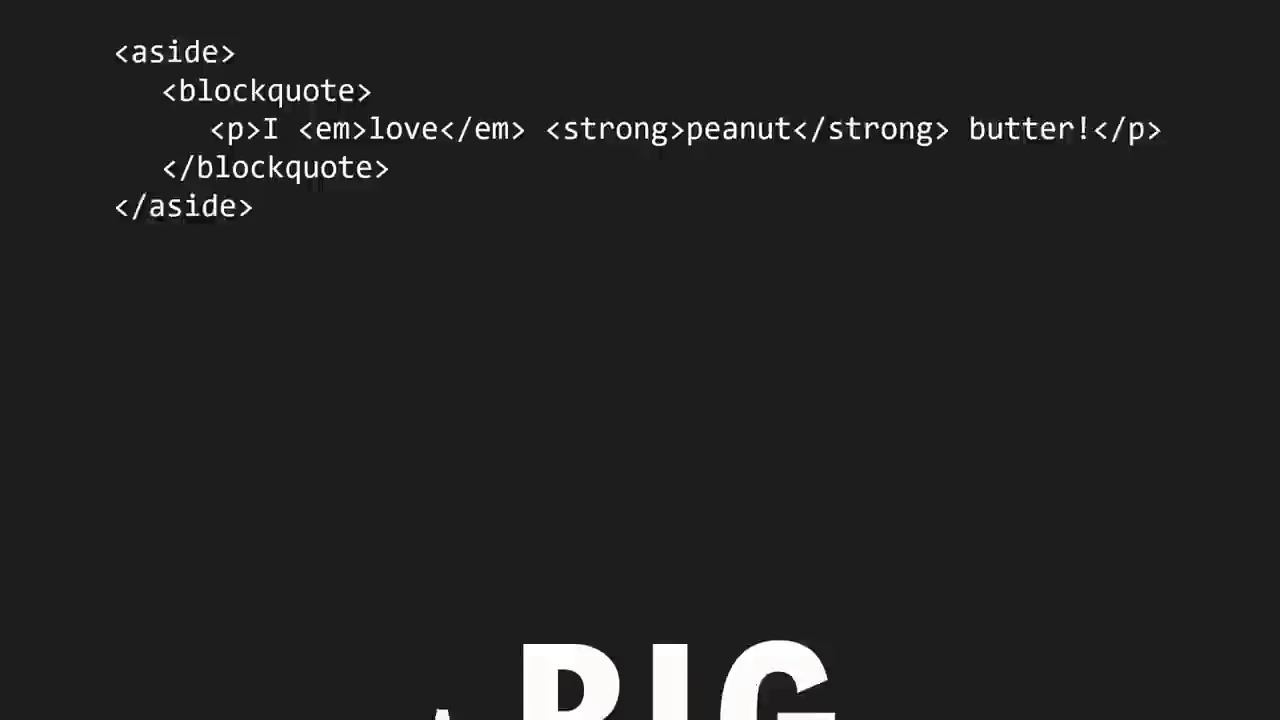 <aside>
<blockquote>
<p>I <em>love</em> <strong>peanut</strong> butter!</p>
</blockquote>
</aside>
BIG